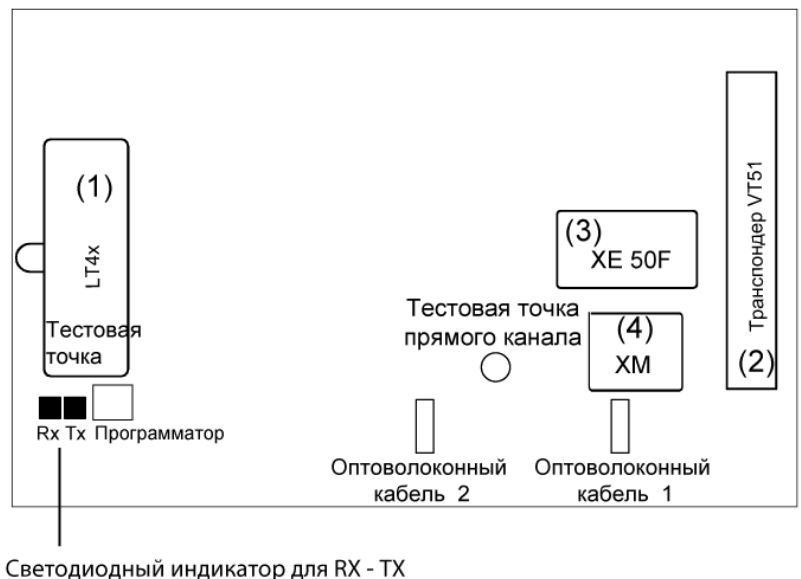 (1)
LT4x
Тестовая
точка
Rx Tx Программатор
Тестовая точка
прямого канала
(3)
XE 50F
(4)
XM
Транспондер VT51
(2)
Оптоволоконный
кабель 2
Оптоволоконный
кабель 1
Светодиодный индикатор для RX - TX